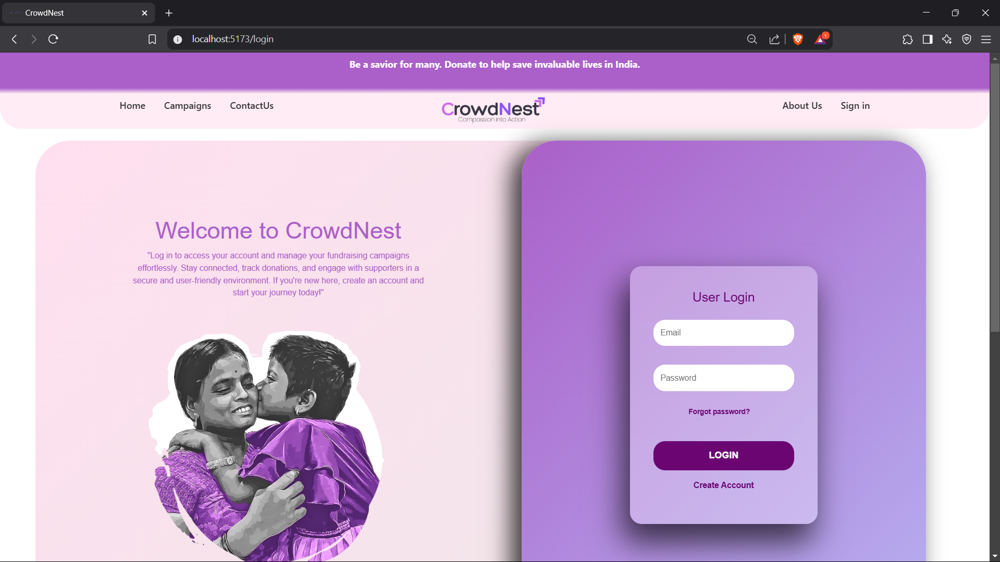 CrowdNest
localhost:5173/login
1
Be a savior for many. Donate to help save invaluable lives in India.
Home Campaigns ContactUs
CrowdNest
Compassion into Action
About Us Sign in
Welcome to CrowdNest
"Log in to access your account and manage your fundraising campaigns
effortlessly. Stay connected, track donations, and engage with supporters in a
secure and user-friendly environment. If you're new here, create an account and
start your journey today!"
User Login
Email
Password
Forgot password?
LOGIN
Create Account